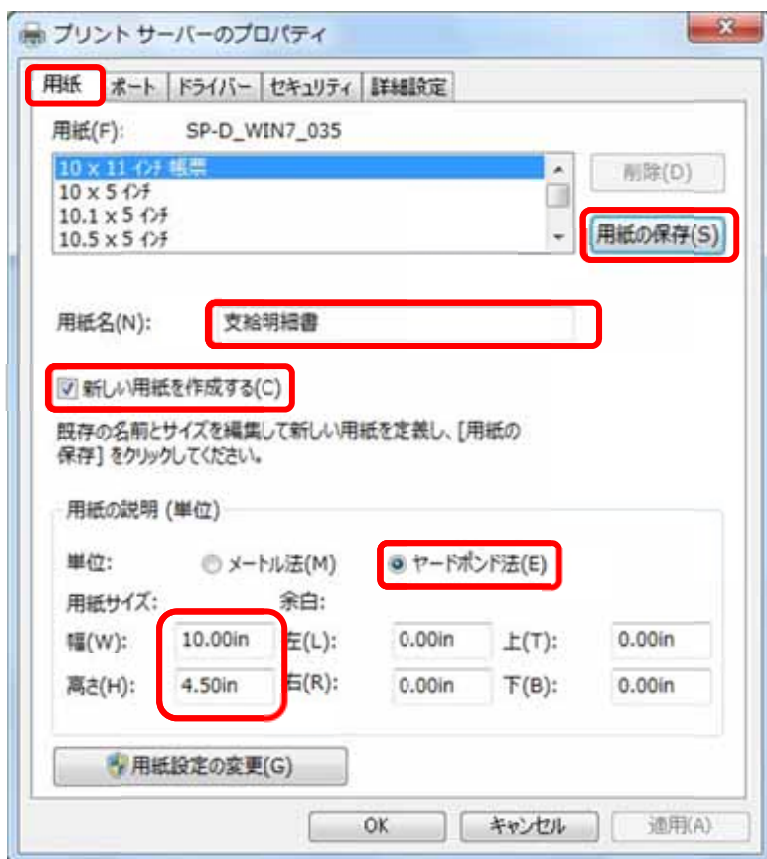 プリント サーバーのプロパティ
用紙 ポート ドライバー セキュリティ 詳細設定
用紙(F): SP-D_WIN7_035
10 x 11 インチ 帳票
削除(D)
10 x 5 インチ
10.1 x 5 インチ
10.5 x 5 インチ
用紙の保存(S)
用紙名(N): 支給明細書
新しい用紙を作成する(C)
既存の名前とサイズを編集して新しい用紙を定義し、[用紙の
保存] をクリックしてください。
用紙の説明 (単位)
単位: メートル法(M) ヤードポンド法(E)
用紙サイズ: 余白:
幅(W): 10.00in 左(L): 0.00in 上(T): 0.00in
高さ(H): 4.50in 右(R): 0.00in 下(B): 0.00in
用紙設定の変更(G)
OK キャンセル 適用(A)